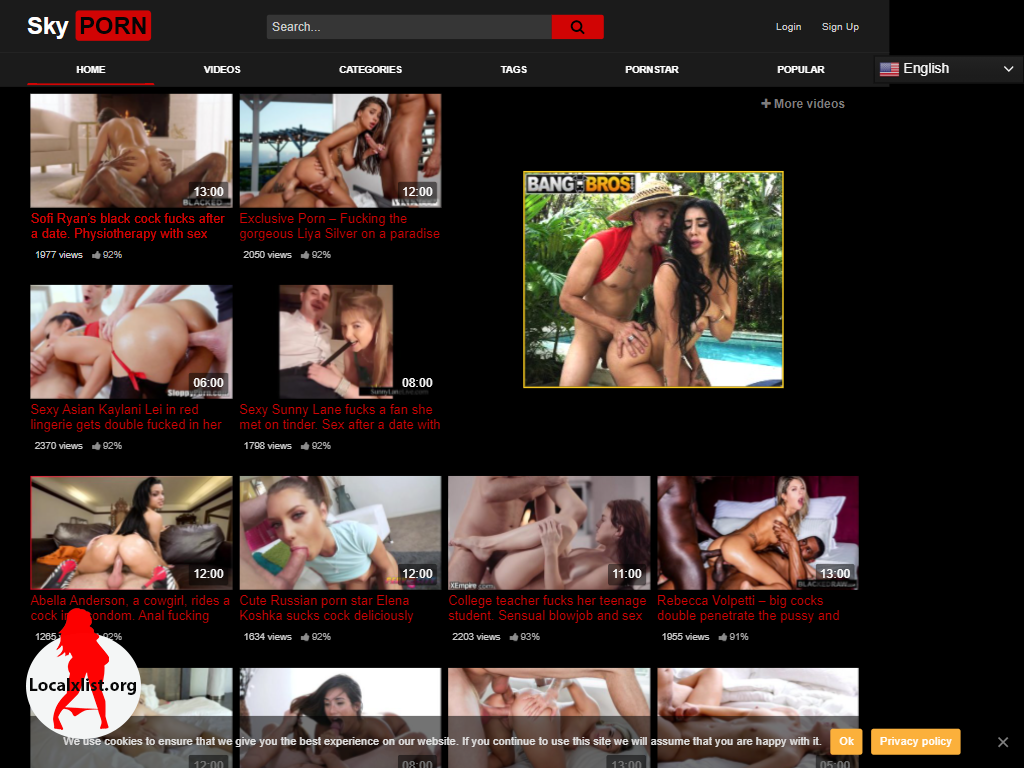 Sky PORN
Search...
Login
Sign Up
HOME
VIDEOS
CATEGORIES
TAGS
PORNSTAR
POPULAR
English
+ More videos
13:00
BLACKED
Sofi Ryan's black cock fucks after
a date. Physiotherapy with sex
1977 views 92%
12:00
Exclusive Porn – Fucking the
gorgeous Liya Silver on a paradise
2050 views 92%
BANG BROS
06:00
Sexy Asian Kaylani Lei in red
lingerie gets double fucked in her
2370 views 92%
08:00
Sexy Sunny Lane fucks a fan she
met on tinder. Sex after a date with
1798 views 92%
12:00
Abella Anderson, a cowgirl, rides a
1265
12:00
Cute Russian porn star Elena
Koshka sucks cock deliciously
1634 views 92%
XEmpire
11:00
College teacher fucks her teenage
student. Sensual blowjob and sex
2203 views 93%
13:00
Rebecca Volpetti – big cocks
double penetrate the pussy and
1955 views 91%
Localxlist.org
We use cookies to ensure that we give you the best experience on our website. If you continue to use this site we will assume that you are happy with it.
Ok
Privacy policy
12:00
08:00
13:00
05:00